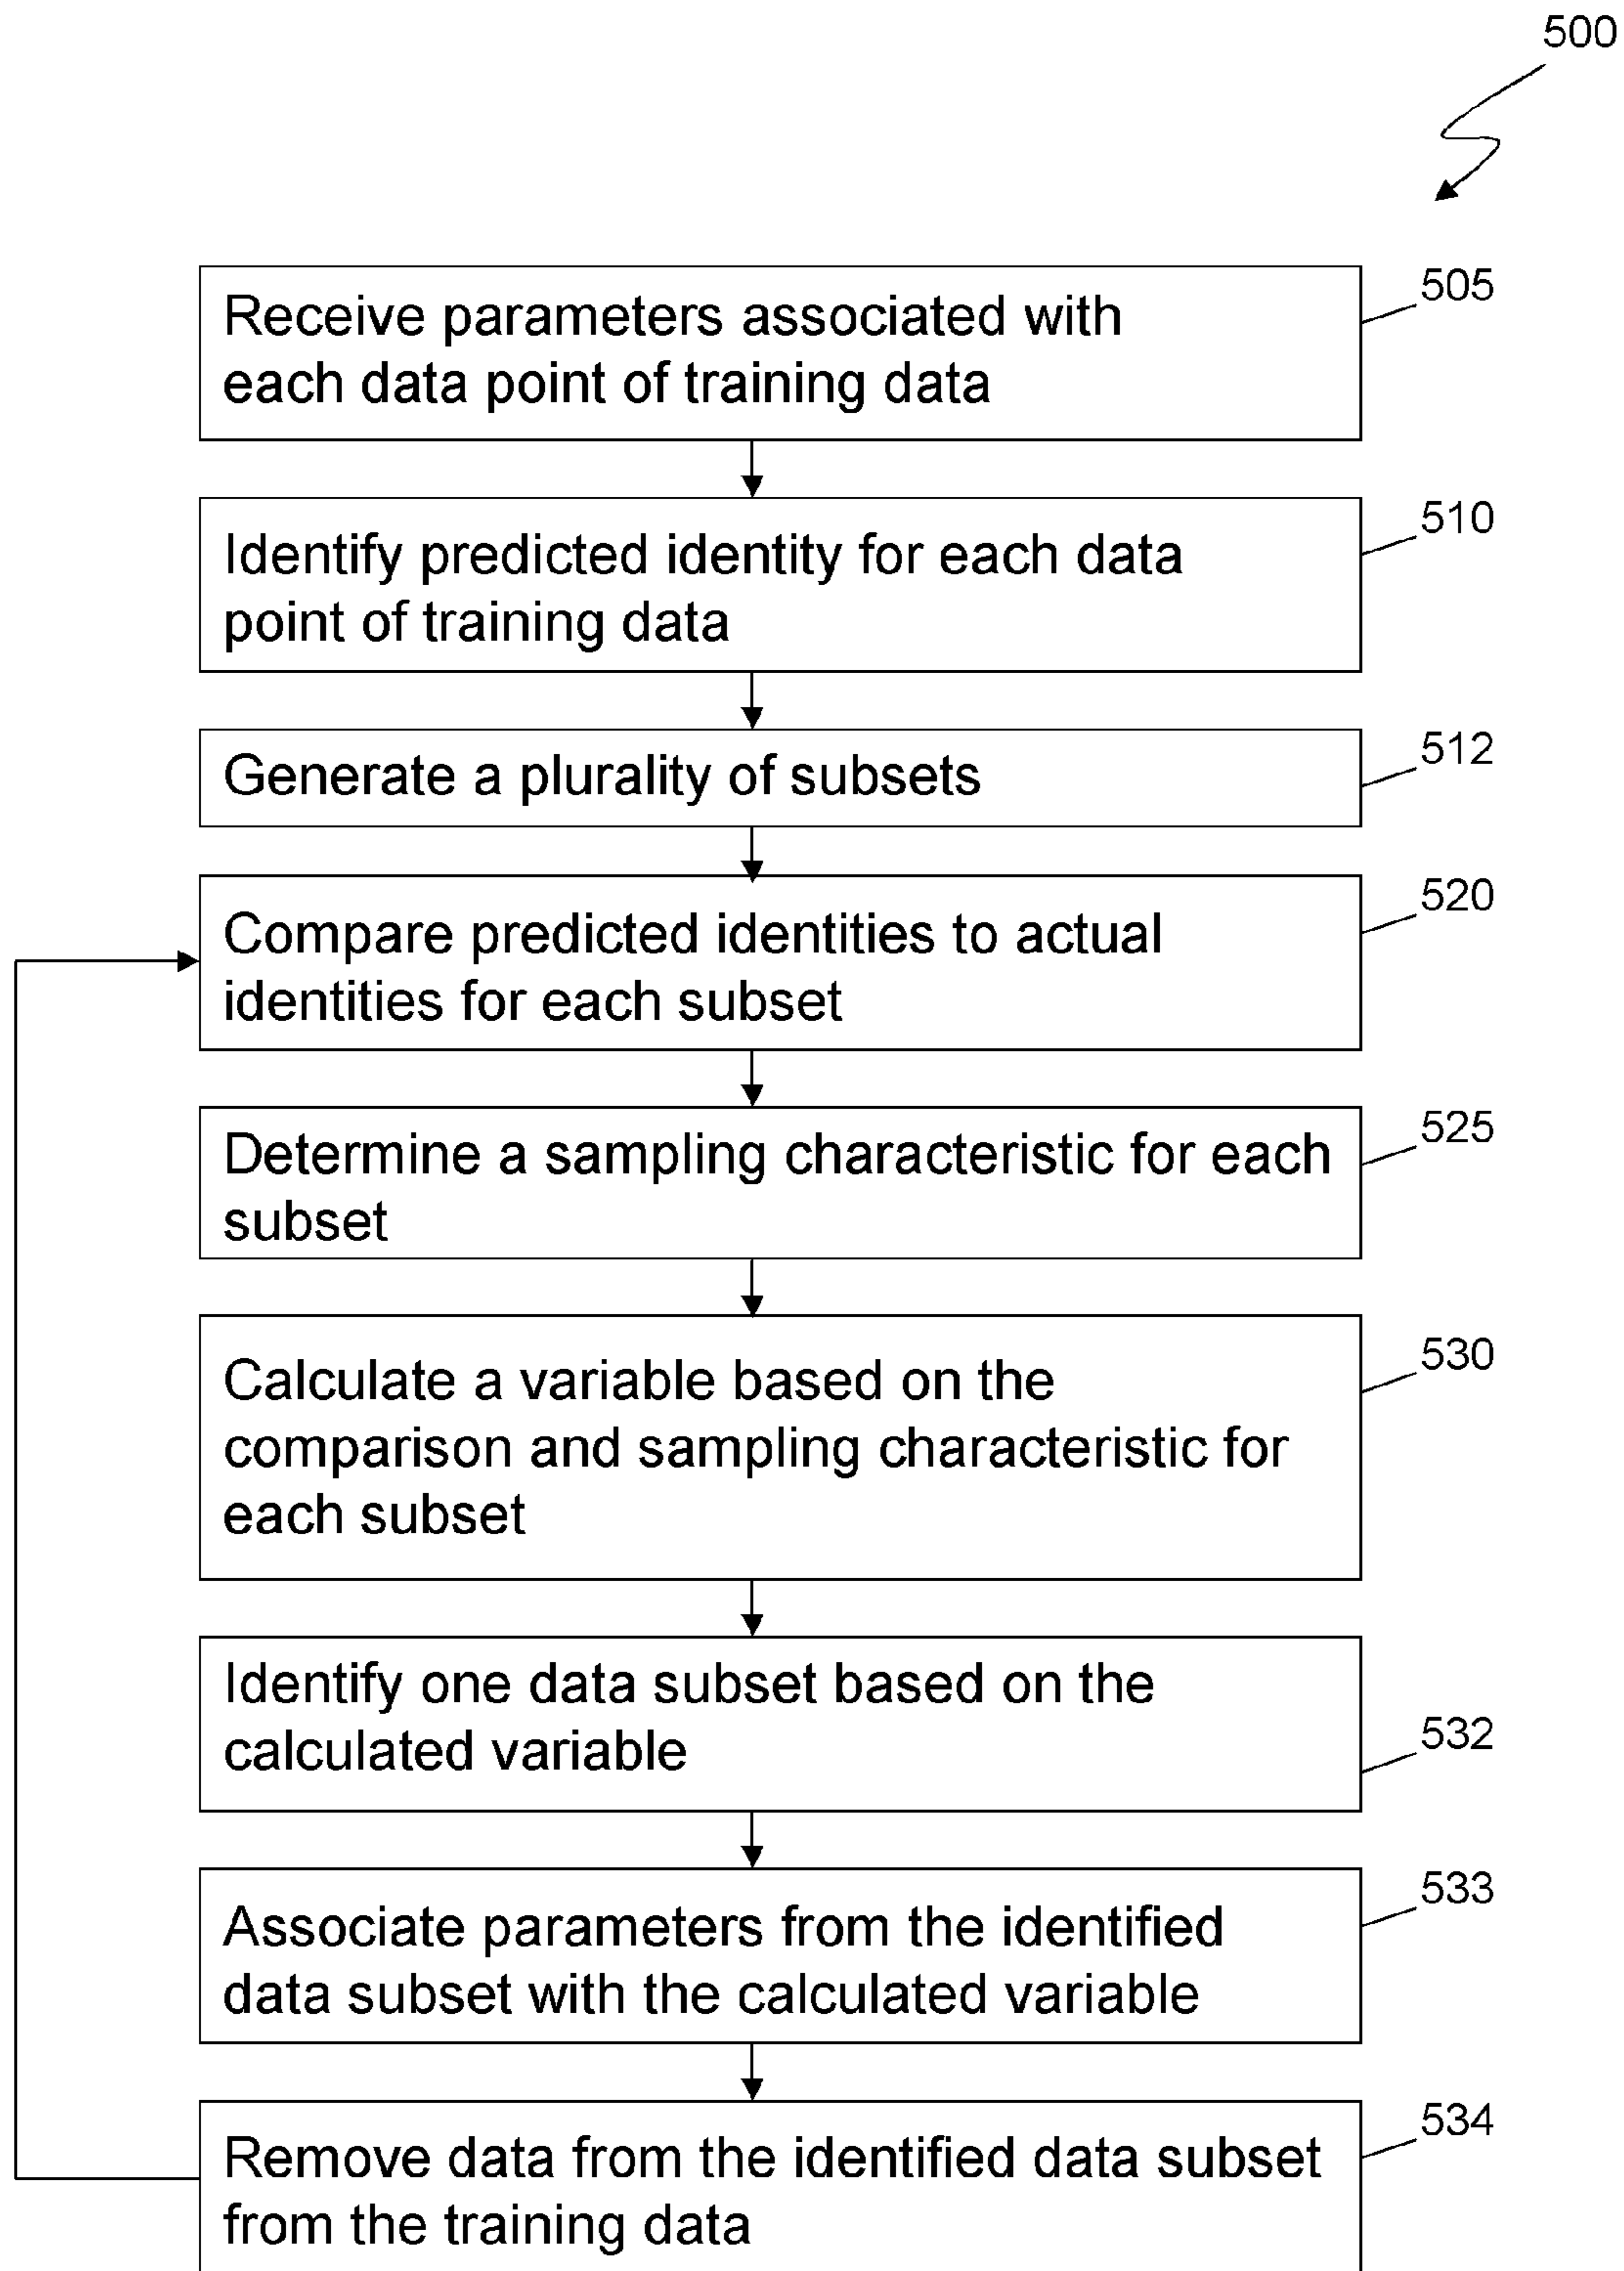 500
Receive parameters associated with
each data point of training data
505
Identify predicted identity for each data
point of training data
510
Generate a plurality of subsets
512
Compare predicted identities to actual
identities for each subset
520
Determine a sampling characteristic for each
subset
525
Calculate a variable based on the
comparison and sampling characteristic for
each subset
530
Identify one data subset based on the
calculated variable
532
Associate parameters from the identified
data subset with the calculated variable
533
Remove data from the identified data subset
from the training data
534